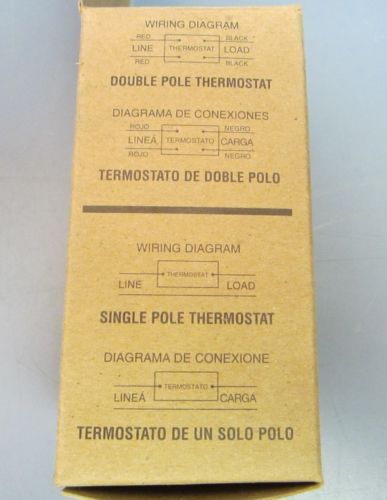 WIRING DIAGRAM
RED BLACK
LINE THERMOSTAT LOAD
RED BLACK
DOUBLE POLE THERMOSTAT
DIAGRAMA DE CONEXIONES
ROJO NEGRO
LINEÁ TERMOSTATO CARGA
ROJO NEGRO
TERMOSTATO DE DOBLE POLO
WIRING DIAGRAM
THERMOSTAT
LINE LOAD
SINGLE POLE THERMOSTAT
DIAGRAMA DE CONEXIONE
TERMOSTATO
LINEÁ CARGA
TERMOSTATO DE UN SOLO POLO